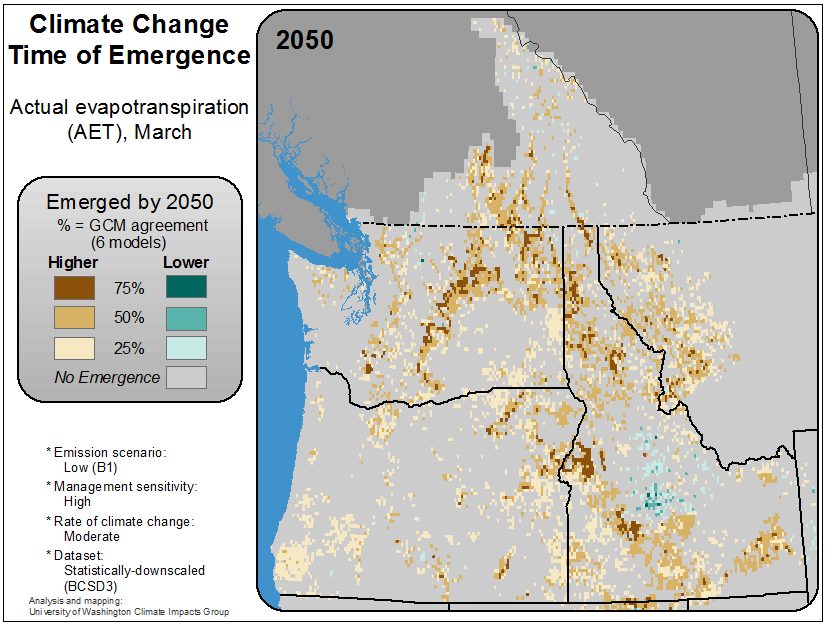 Climate Change
Time of Emergence
Actual evapotranspiration
(AET), March
Emerged by 2050
% = GCM agreement
(6 models)
Higher Lower
75%
50%
25%
No Emergence
* Emission scenario:
Low (B1)
* Management sensitivity:
High
* Rate of climate change:
Moderate
* Dataset:
Statistically-downscaled
(BCSD3)
Analysis and mapping:
University of Washington Climate Impacts Group
2050